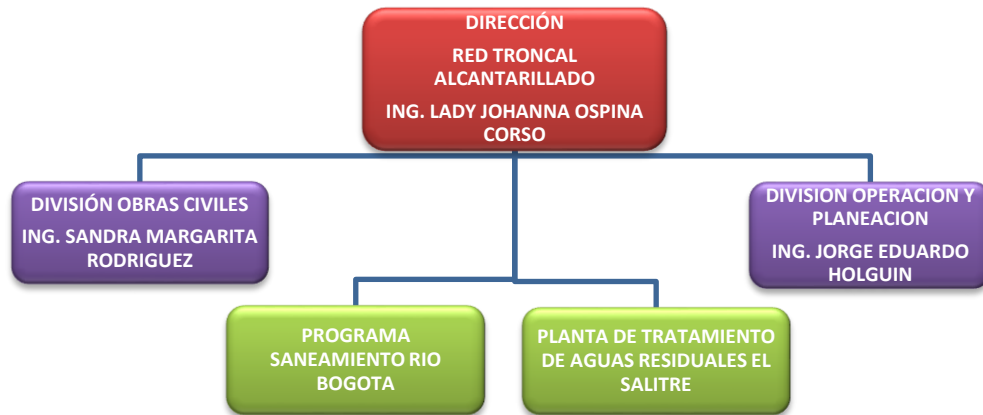 DIRECCIÓN
RED TRONCAL
ALCANTARILLADO
ING. LADY JOHANNA OSPINA
CORSO
DIVISIÓN OBRAS CIVILES
ING. SANDRA MARGARITA
RODRIGUEZ
DIVISION OPERACION Y
PLANEACION
ING. JORGE EDUARDO
HOLGUIN
PROGRAMA
SANEAMIENTO RIO
BOGOTA
PLANTA DE TRATAMIENTO
DE AGUAS RESIDUALES EL
SALITRE